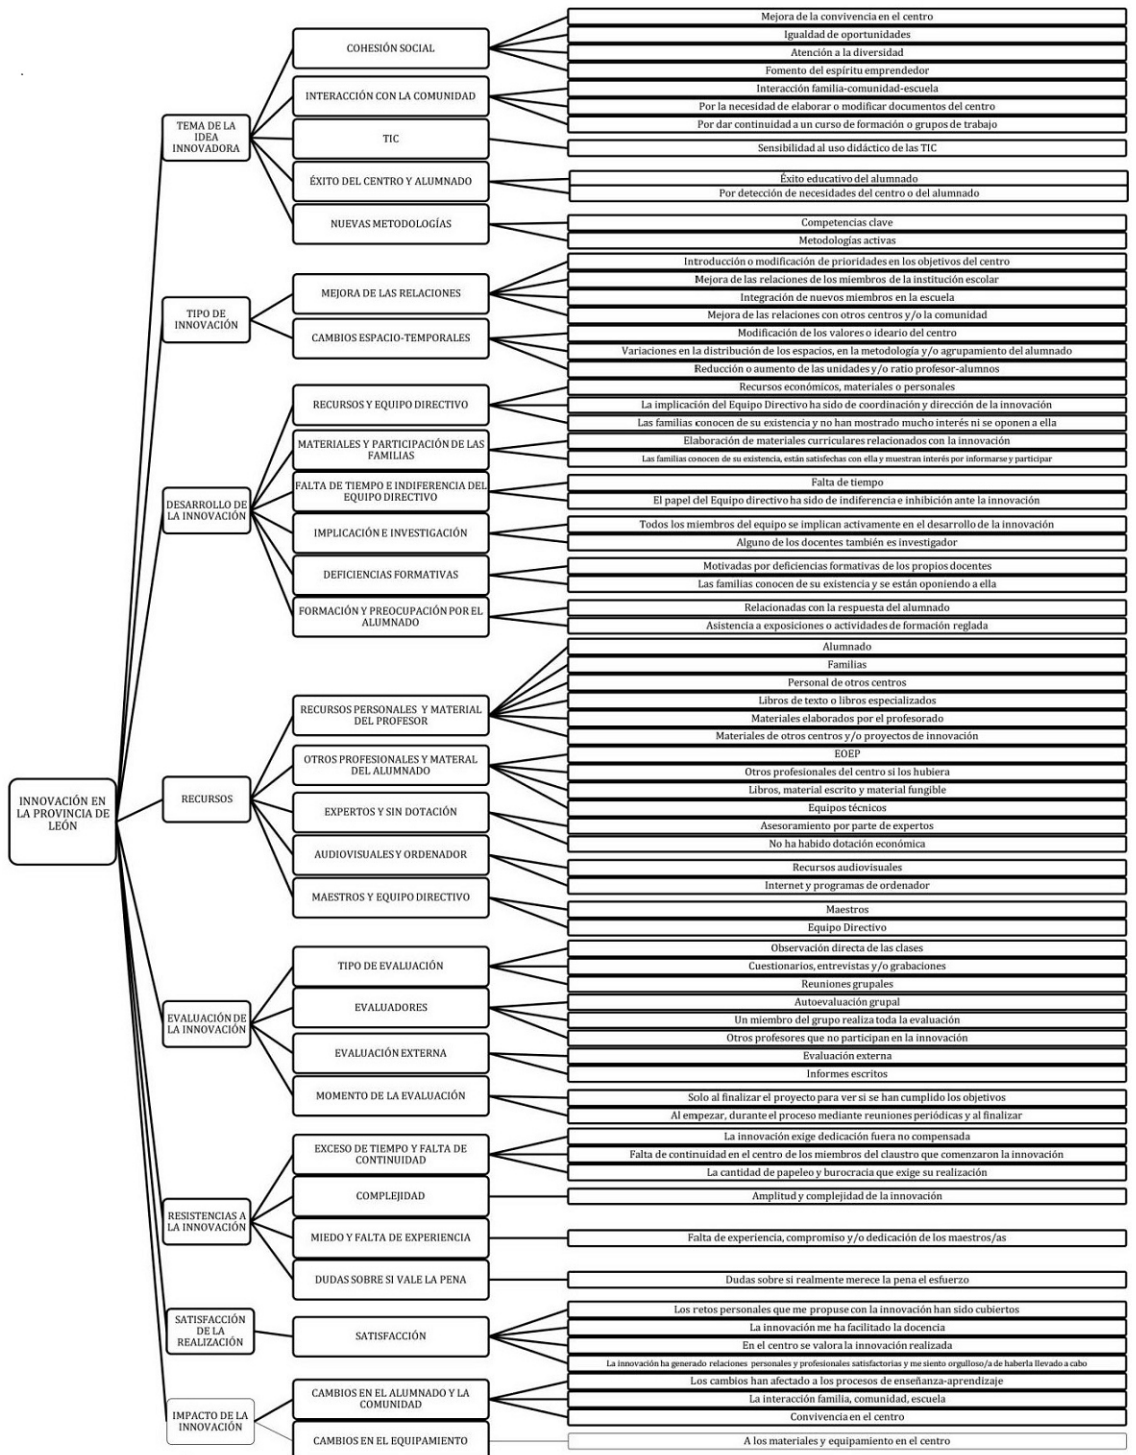 INNOVACIÓN EN
LA PROVINCIA DE
LEÓN
TEMA DE LA
IDEA
INNOVADORA
COHESIÓN SOCIAL
Mejora de la convivencia en el centro
Igualdad de oportunidades
Atención a la diversidad
Fomento del espíritu emprendedor
INTERACCIÓN CON LA COMUNIDAD
Interacción familia-comunidad-escuela
Por la necesidad de elaborar o modificar documentos del centro
Por dar continuidad a un curso de formación o grupos de trabajo
TIC
Sensibilidad al uso didáctico de las TIC
ÉXITO DEL CENTRO Y ALUMNADO
Éxito educativo del alumnado
Por detección de necesidades del centro o del alumnado
NUEVAS METODOLOGÍAS
Competencias clave
Metodologías activas
TIPO DE
INNOVACIÓN
MEJORA DE LAS RELACIONES
Introducción o modificación de prioridades en los objetivos del centro
Mejora de las relaciones de los miembros de la institución escolar
Integración de nuevos miembros en la escuela
Mejora de las relaciones con otros centros y/o la comunidad
CAMBIOS ESPACIO-TEMPORALES
Modificación de los valores o ideario del centro
Variaciones en la distribución de los espacios, en la metodología y/o agrupamiento del alumnado
Reducción o aumento de las unidades y/o ratio profesor-alumnos
DESARROLLO DE
LA INNOVACIÓN
RECURSOS Y EQUIPO DIRECTIVO
Recursos económicos, materiales o personales
La implicación del Equipo Directivo ha sido de coordinación y dirección de la innovación
Las familias conocen de su existencia y no han mostrado mucho interés ni se oponen a ella
MATERIALES Y PARTICIPACIÓN DE LAS
FAMILIAS
Elaboración de materiales curriculares relacionados con la innovación
Las familias conocen de su existencia, están satisfechas con ella y muestran interés por informarse y participar
FALTA DE TIEMPO E INDIFERENCIA DEL
EQUIPO DIRECTIVO
Falta de tiempo
El papel del Equipo directivo ha sido de indiferencia e inhibición ante la innovación
IMPLICACIÓN E INVESTIGACIÓN
Todos los miembros del equipo se implican activamente en el desarrollo de la innovación
Alguno de los docentes también es investigador
DEFICIENCIAS FORMATIVAS
Motivadas por deficiencias formativas de los propios docentes
Las familias conocen de su existencia y se están oponiendo a ella
FORMACIÓN Y PREOCUPACIÓN POR EL
ALUMNADO
Relacionadas con la respuesta del alumnado
Asistencia a exposiciones o actividades de formación reglada
RECURSOS
RECURSOS PERSONALES Y MATERIAL
DEL PROFESOR
Alumnado
Familias
Personal de otros centros
Libros de texto o libros especializados
Materiales elaborados por el profesorado
Materiales de otros centros y/o proyectos de innovación
OTROS PROFESIONALES Y MATERAL
DEL ALUMNADO
EOEP
Otros profesionales del centro si los hubiera
Libros, material escrito y material fungible
Equipos técnicos
EXPERTOS Y SIN DOTACIÓN
Asesoramiento por parte de expertos
No ha habido dotación económica
AUDIOVISUALES Y ORDENADOR
Recursos audiovisuales
Internet y programas de ordenador
MAESTROS Y EQUIPO DIRECTIVO
Maestros
Equipo Directivo
EVALUACIÓN DE
LA INNOVACIÓN
TIPO DE EVALUACIÓN
Observación directa de las clases
Cuestionarios, entrevistas y/o grabaciones
Reuniones grupales
EVALUADORES
Autoevaluación grupal
Un miembro del grupo realiza toda la evaluación
Otros profesores que no participan en la innovación
EVALUACIÓN EXTERNA
Evaluación externa
Informes escritos
MOMENTO DE LA EVALUACIÓN
Solo al finalizar el proyecto para ver si se han cumplido los objetivos
Al empezar, durante el proceso mediante reuniones periódicas y al finalizar
RESISTENCIAS A
LA INNOVACIÓN
EXCESO DE TIEMPO Y FALTA DE
CONTINUIDAD
La innovación exige dedicación fuera no compensada
Falta de continuidad en el centro de los miembros del claustro que comenzaron la innovación
La cantidad de papeleo y burocracia que exige su realización
COMPLEJIDAD
Amplitud y complejidad de la innovación
MIEDO Y FALTA DE EXPERIENCIA
Falta de experiencia, compromiso y/o dedicación de los maestros/as
DUDAS SOBRE SI VALE LA PENA
Dudas sobre si realmente merece la pena el esfuerzo
SATISFACCIÓN
DE LA
REALIZACIÓN
SATISFACCIÓN
Los retos personales que me propuse con la innovación han sido cubiertos
La innovación me ha facilitado la docencia
En el centro se valora la innovación realizada
La innovación ha generado relaciones personales y profesionales satisfactorias y me siento orgulloso/a de haberla llevado a cabo
IMPACTO DE LA
INNOVACIÓN
CAMBIOS EN EL ALUMNADO Y LA
COMUNIDAD
Los cambios han afectado a los procesos de enseñanza-aprendizaje
La interacción familia, comunidad, escuela
Convivencia en el centro
CAMBIOS EN EL EQUIPAMIENTO
A los materiales y equipamiento en el centro